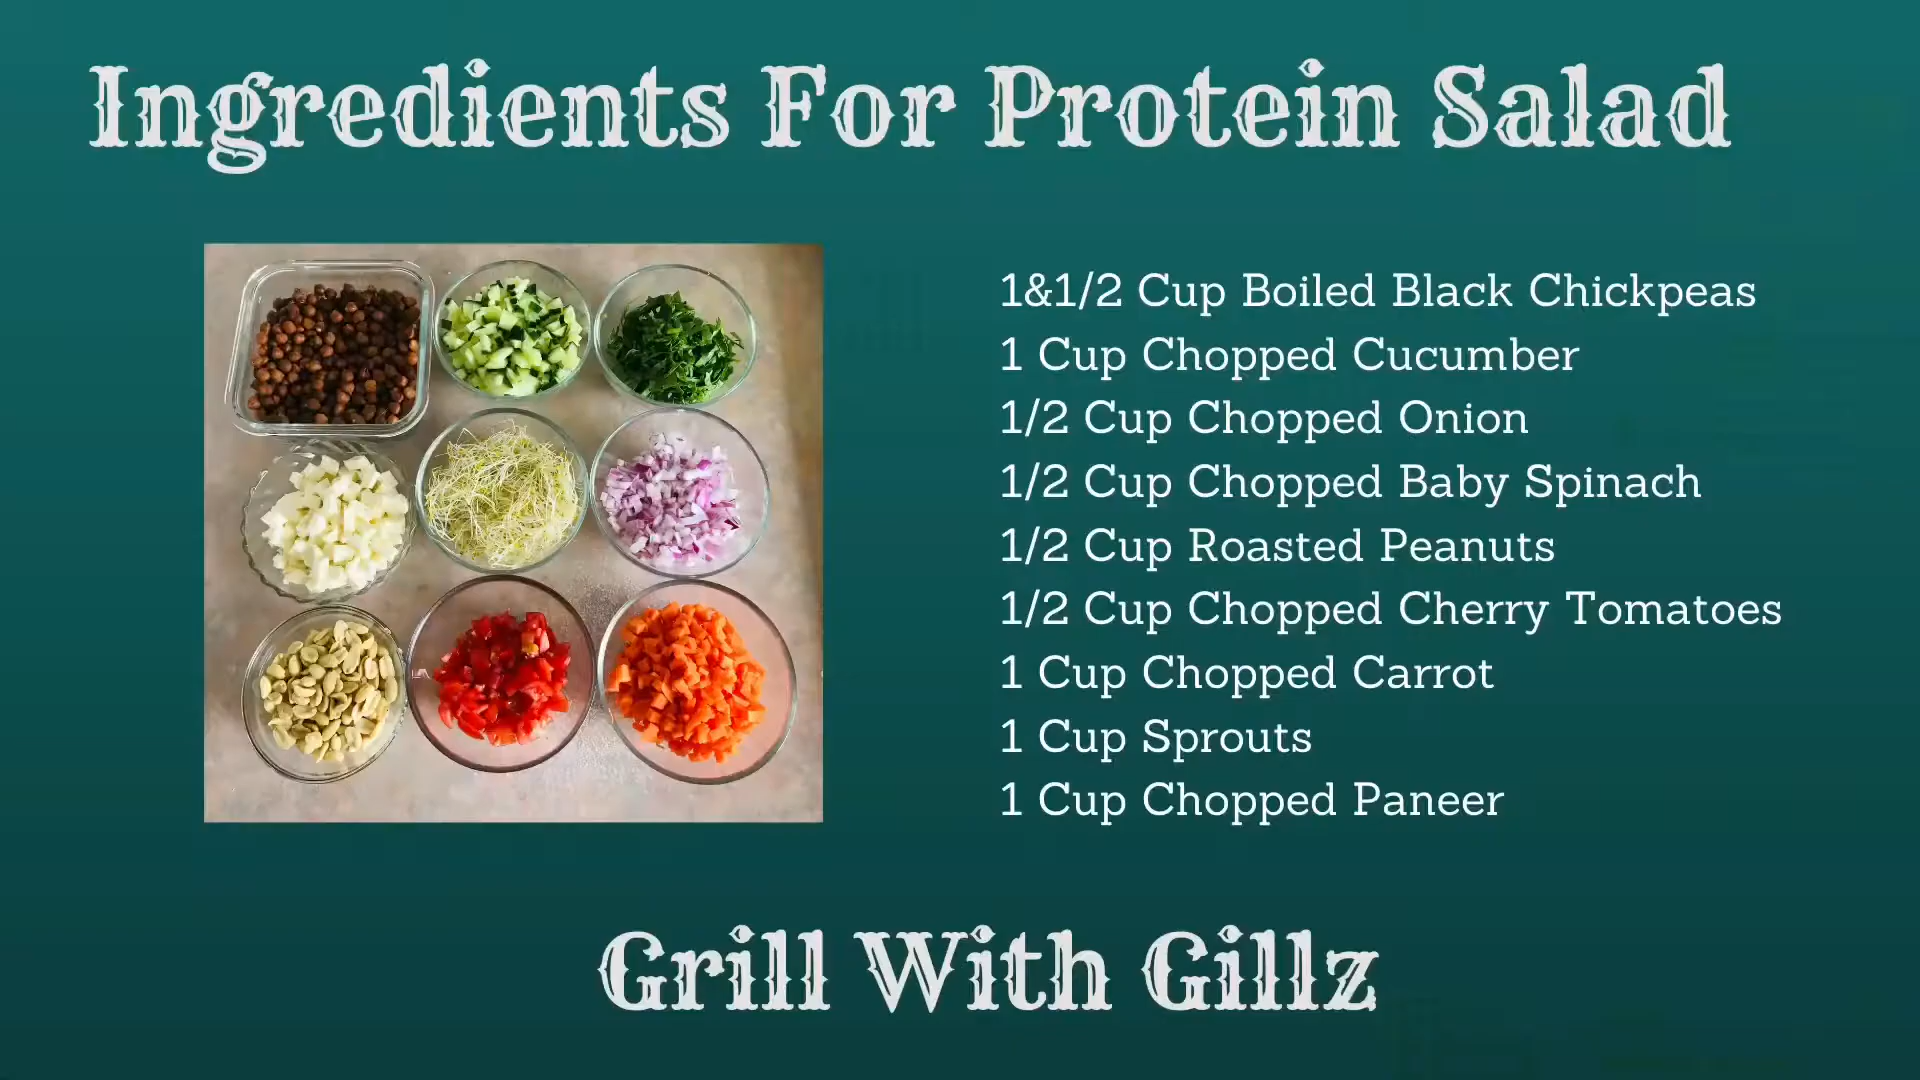 Ingredients For Protein Salad
1&1/2 Cup Boiled Black Chickpeas
1 Cup Chopped Cucumber
1/2 Cup Chopped Onion
1/2 Cup Chopped Baby Spinach
1/2 Cup Roasted Peanuts
1/2 Cup Chopped Cherry Tomatoes
1 Cup Chopped Carrot
1 Cup Sprouts
1 Cup Chopped Paneer
Grill With Gillz